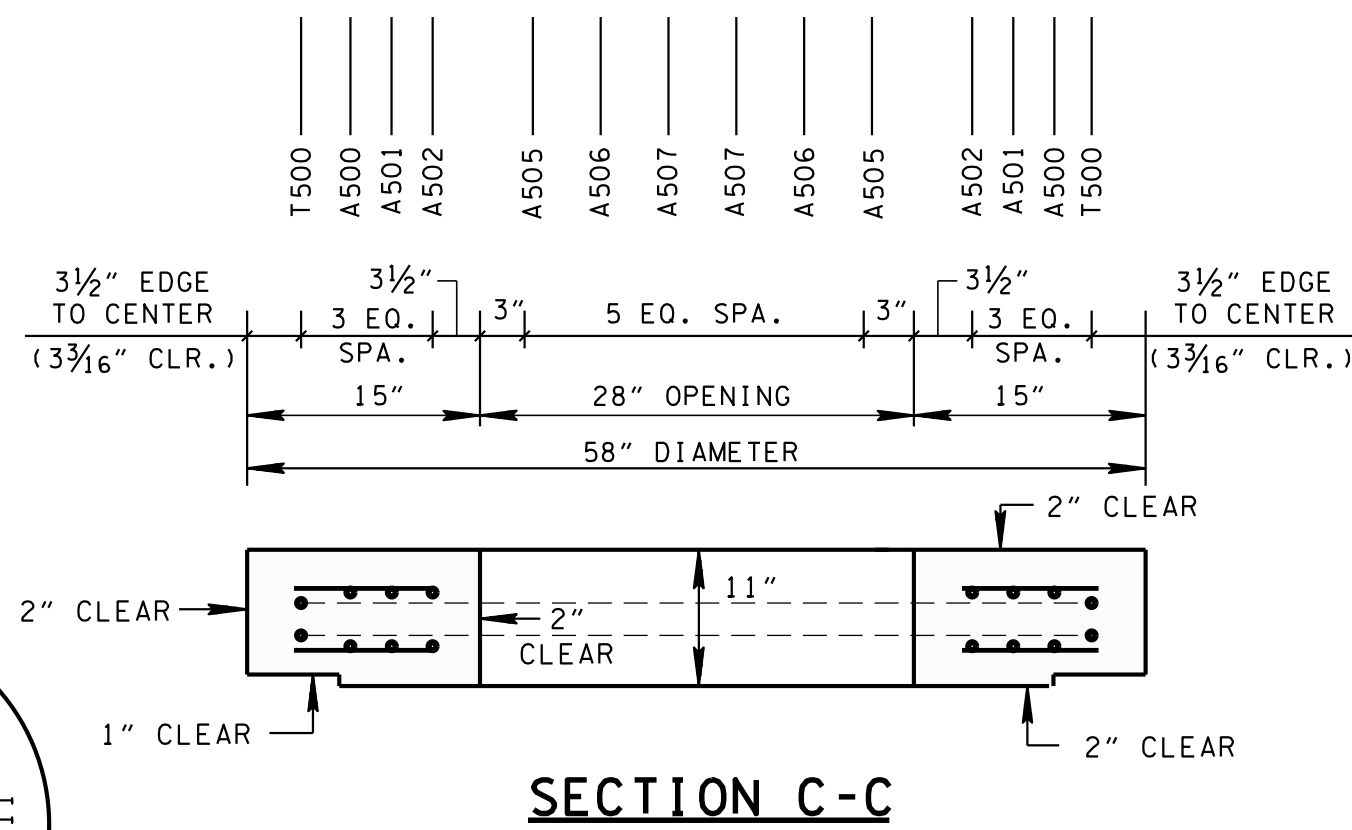 T500
A500
A501
A502
A505
A506
A507
A507
A506
A505
A502
A501
A500
T500
3½" EDGE
TO CENTER
(3³⁄₁₆" CLR.)
3½"
3 EQ.
SPA.
3"
5 EQ. SPA.
3"
3½"
3 EQ.
SPA.
3½" EDGE
TO CENTER
(3³⁄₁₆" CLR.)
15"
28" OPENING
15"
58" DIAMETER
2" CLEAR
2" CLEAR
11"
2"
CLEAR
1" CLEAR
2" CLEAR
SECTION C-C